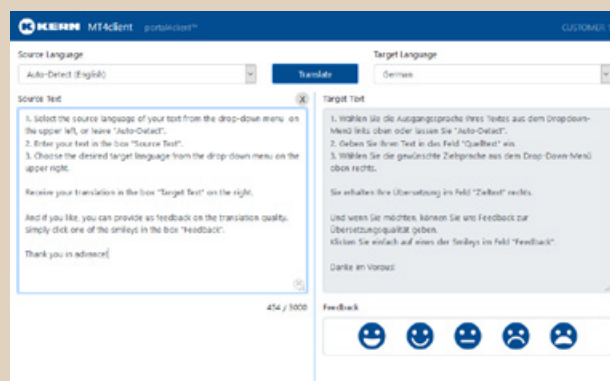 KERN MT4client portal4client™ CUSTOMER
Source Language
Target Language
Auto-Detect (English)
Translate
German
Source Text
X
1. Select the source language of your text from the drop-down menu on
the upper left, or leave "Auto-Detect".
2. Enter your text in the box "Source Text".
3. Choose the desired target language from the drop-down menu on the
upper right.
Receive your translation in the box "Target Text" on the right.
And if you like, you can provide us feedback on the translation quality.
Simply click one of the smileys in the box "Feedback".
Thank you in advance!
454 / 3000
Target Text
1. Wählen Sie die Ausgangssprache Ihres Textes aus dem Dropdown-
Menü links oben oder lassen Sie "Auto-Detect".
2. Geben Sie Ihren Text in das Feld "Quelltext" ein.
3. Wählen Sie die gewünschte Zielsprache aus dem Drop-Down-Menü
oben rechts.
Sie erhalten Ihre Übersetzung im Feld "Zieltext" rechts.
Und wenn Sie möchten, können Sie uns Feedback zur
Übersetzungsqualität geben.
Klicken Sie einfach auf eines der Smileys im Feld "Feedback".
Danke im Voraus!
Feedback